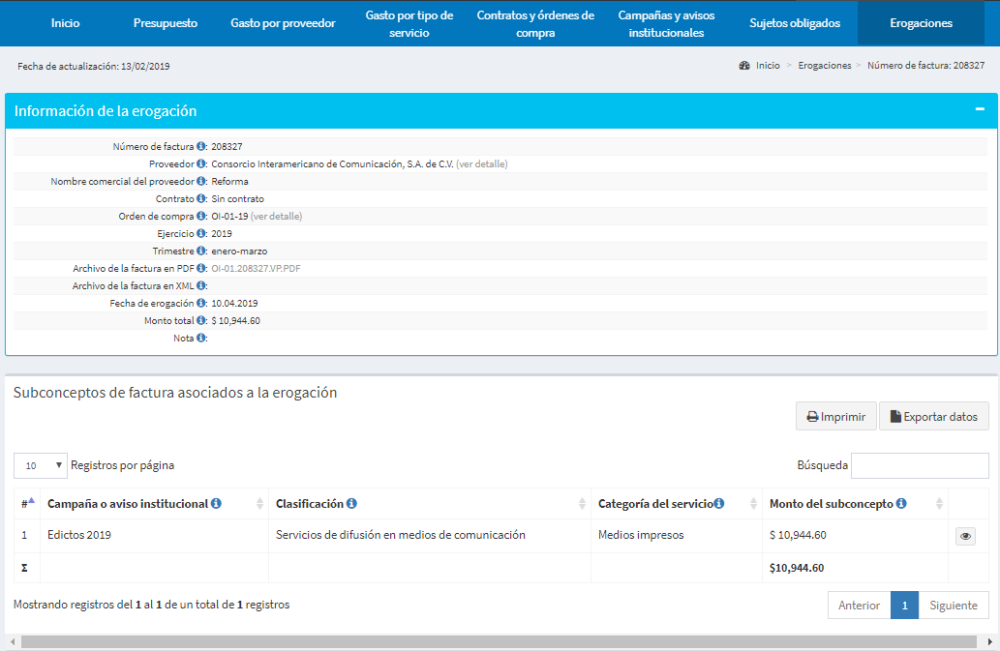 Inicio
Presupuesto
Gasto por proveedor
Gasto por tipo de
servicio
Contratos y órdenes de
compra
Campañas y avisos
institucionales
Sujetos obligados
Erogaciones
Fecha de actualización: 13/02/2019
Inicio > Erogaciones > Número de factura: 208327
Información de la erogación
Número de factura : 208327
Proveedor : Consorcio Interamericano de Comunicación, S.A. de C.V. (ver detalle)
Nombre comercial del proveedor : Reforma
Contrato : Sin contrato
Orden de compra : OI-01-19 (ver detalle)
Ejercicio : 2019
Trimestre : enero-marzo
Archivo de la factura en PDF : OI-01.208327.VP.PDF
Archivo de la factura en XML :
Fecha de erogación : 10.04.2019
Monto total : $ 10,944.60
Nota :
Subconceptos de factura asociados a la erogación
Imprimir
Exportar datos
10 Registros por página
Búsqueda
# Campaña o aviso institucional Clasificación Categoría del servicio Monto del subconcepto
1 Edictos 2019 Servicios de difusión en medios de comunicación Medios impresos $ 10,944.60
Σ $10,944.60
Mostrando registros del 1 al 1 de un total de 1 registros
Anterior 1 Siguiente